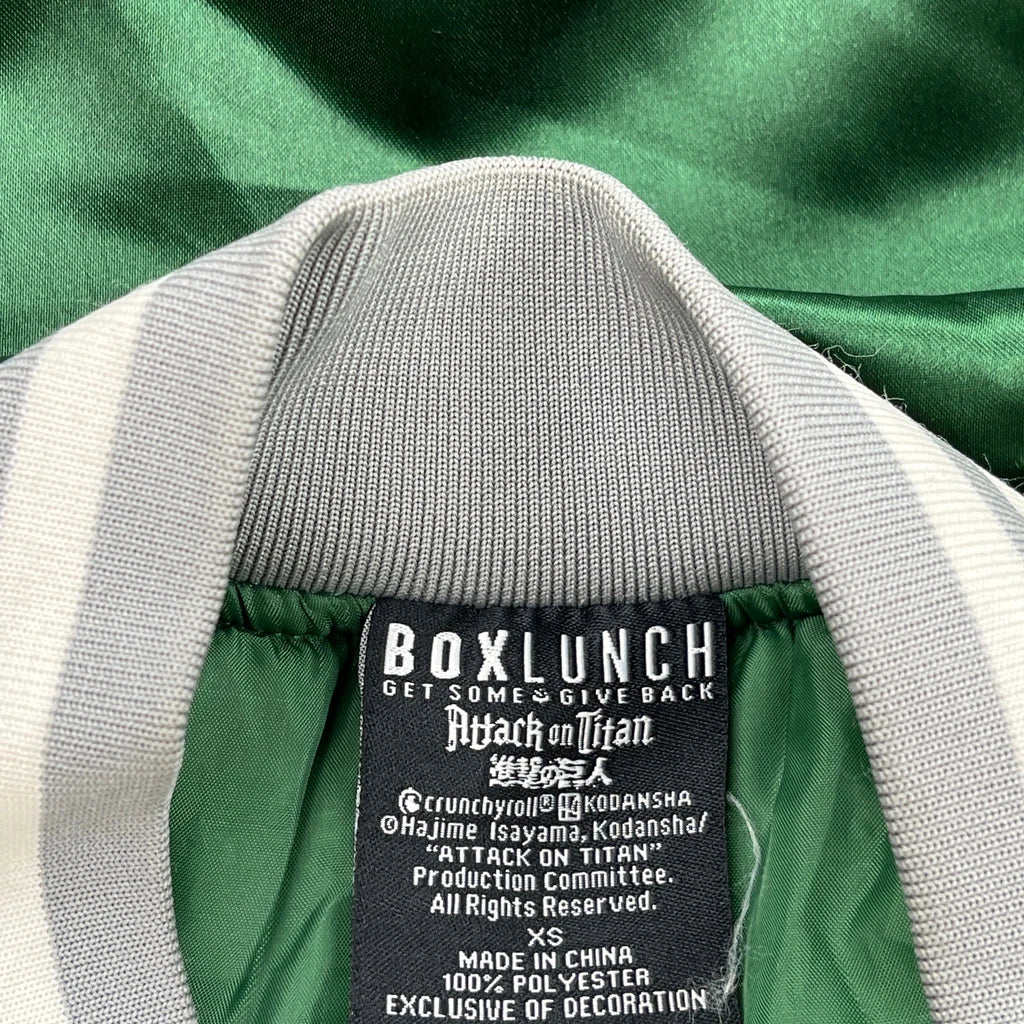 BOXLUNCH
GET SOME GIVE BACK
Attack on Titan
進撃の巨人
crunchyroll® KODANSHA
©Hajime Isayama, Kodansha/
"ATTACK ON TITAN"
Production Committee.
All Rights Reserved.
XS
MADE IN CHINA
100% POLYESTER
EXCLUSIVE OF DECORATION